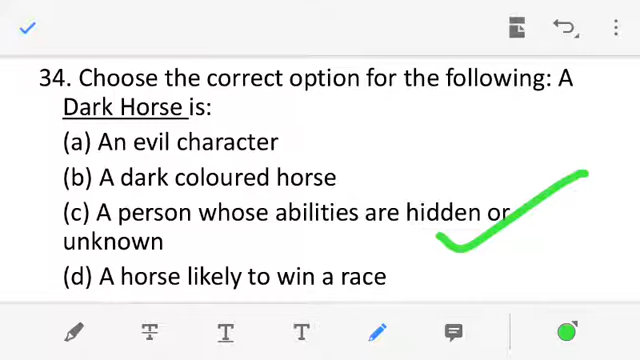 34. Choose the correct option for the following: A
Dark Horse is:
(a) An evil character
(b) A dark coloured horse
(c) A person whose abilities are hidden or
unknown
(d) A horse likely to win a race
T
T
T